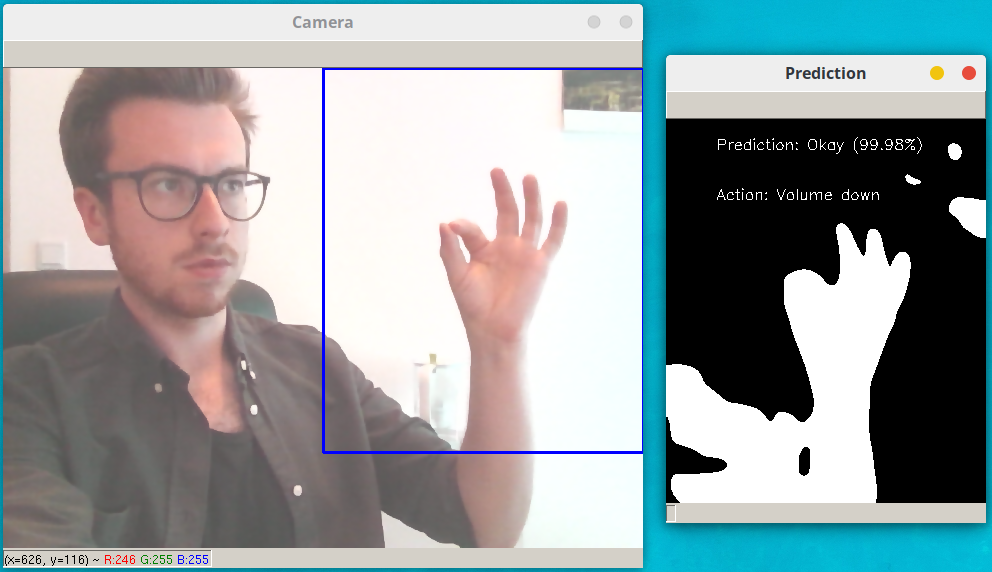 Camera
Prediction
Prediction: Okay (99.98%)
Action: Volume down
(x=626, y=116) ~ R:246 G:255 B:255